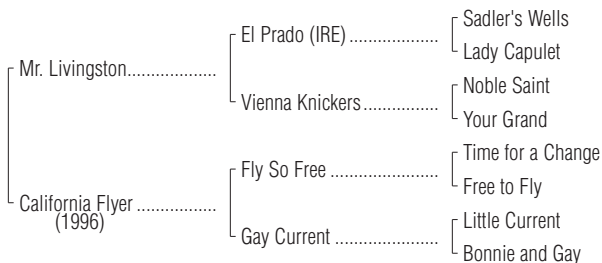 Sadler's Wells
El Prado (IRE) ....................
Lady Capulet
Mr. Livingston...................
Noble Saint
Vienna Knickers .................
Your Grand
Time for a Change
Fly So Free ........................
Free to Fly
California Flyer ..................
(1996)
Little Current
Gay Current .......................
Bonnie and Gay